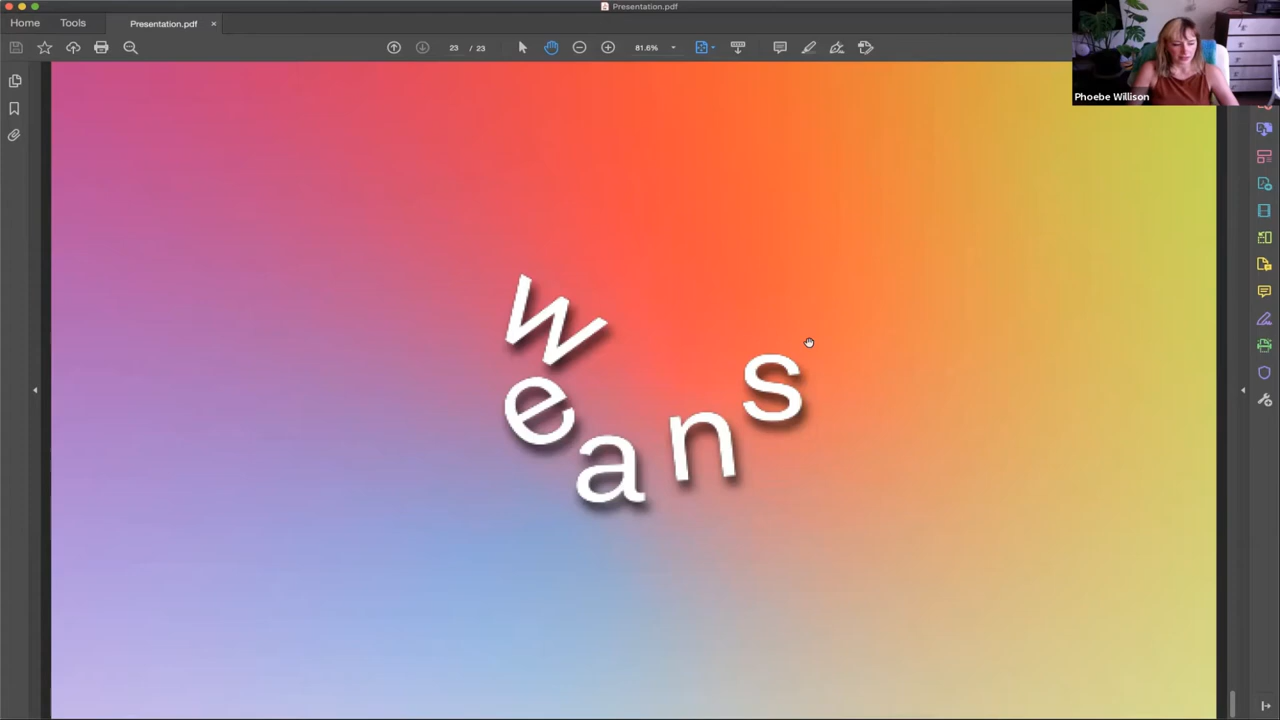 Presentation.pdf
Home
Tools
Presentation.pdf
×
23 / 23
81.6%
Phoebe Willison
weans